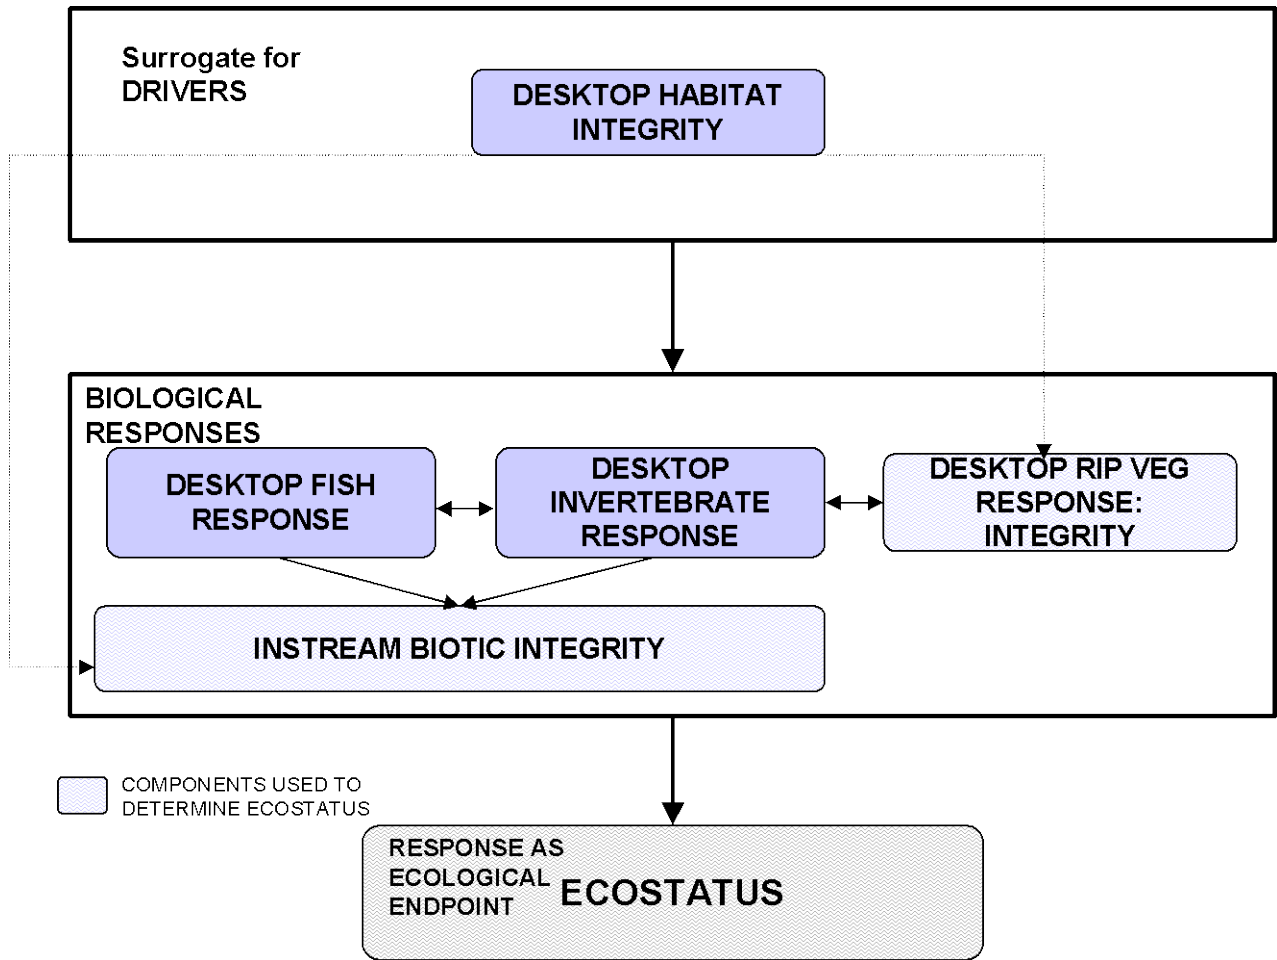 Surrogate for
DRIVERS
DESKTOP HABITAT
INTEGRITY
BIOLOGICAL
RESPONSES
DESKTOP FISH
RESPONSE
DESKTOP
INVERTEBRATE
RESPONSE
DESKTOP RIP VEG
RESPONSE:
INTEGRITY
INSTREAM BIOTIC INTEGRITY
COMPONENTS USED TO
DETERMINE ECOSTATUS
RESPONSE AS
ECOLOGICAL
ENDPOINT
ECOSTATUS